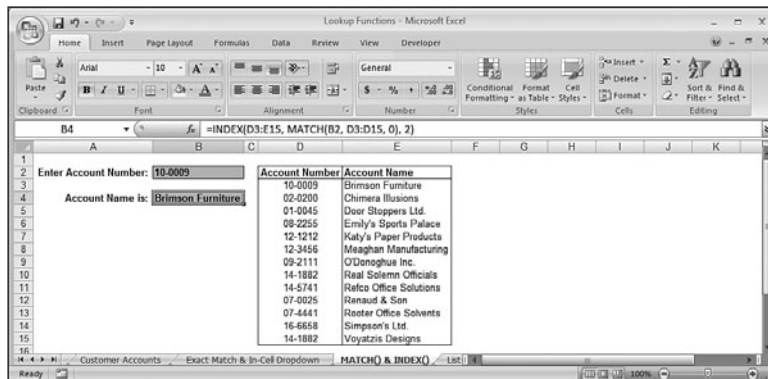 Lookup Functions - Microsoft Excel
Home Insert Page Layout Formulas Data Review View Developer
Paste
Arial 10 A A
B I U A
General
$ % ,
Conditional Formatting as Table Styles
Format
Cell
Insert
Delete
Format
Σ
Sort & Filter
Find & Select
Clipboard Font Alignment Number Styles Cells Editing
B4 fx =INDEX(D3:E15, MATCH(B2, D3:D15, 0), 2)
A B C D E F G H I J K
1
2 Enter Account Number: 10-0009 Account Number Account Name
3 10-0009 Brimson Furniture
4 Account Name is: Brimson Furniture 02-0200 Chimera Illusions
5 01-0045 Door Stoppers Ltd.
6 08-2255 Emily's Sports Palace
7 12-1212 Katy's Paper Products
8 12-3456 Meaghan Manufacturing
9 09-2111 O'Donoghue Inc.
10 14-1882 Real Solemn Officials
11 14-5741 Refco Office Solutions
12 07-0025 Renaud & Son
13 07-4441 Rooter Office Solvents
14 16-6658 Simpson's Ltd.
15 14-1882 Voyatzis Designs
16
Customer Accounts Exact Match & In-Cell Dropdown MATCH() & INDEX() List
Ready 100%